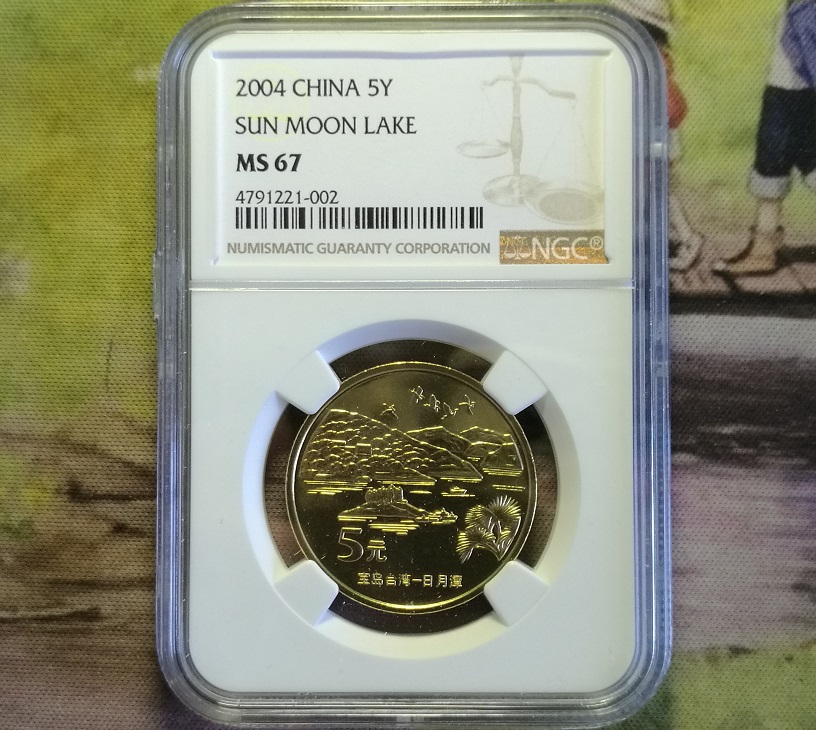 2004 CHINA 5Y
SUN MOON LAKE
MS 67
4791221-002
NUMISMATIC GUARANTY CORPORATION
NGC®
5元
宝岛台湾－日月潭